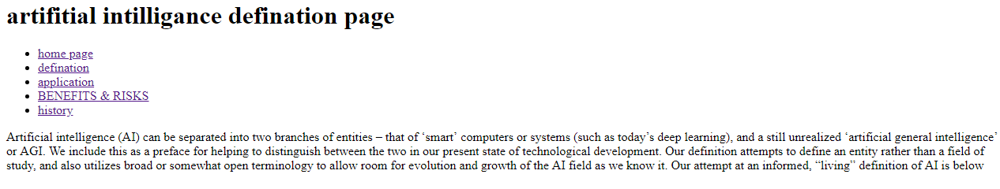 artifitial intilligance defination page
home page
defination
application
BENEFITS & RISKS
history
Artificial intelligence (AI) can be separated into two branches of entities – that of ‘smart’ computers or systems (such as today’s deep learning), and a still unrealized ‘artificial general intelligence’
or AGI. We include this as a preface for helping to distinguish between the two in our present state of technological development. Our definition attempts to define an entity rather than a field of
study, and also utilizes broad or somewhat open terminology to allow room for evolution and growth of the AI field as we know it. Our attempt at an informed, “living” definition of AI is below